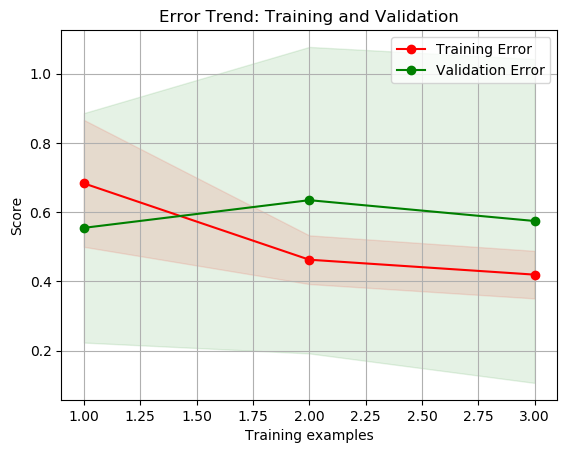 Error Trend: Training and Validation
Training Error
Validation Error
Score
1.0
0.8
0.6
0.4
0.2
1.00 1.25 1.50 1.75 2.00 2.25 2.50 2.75 3.00
Training examples